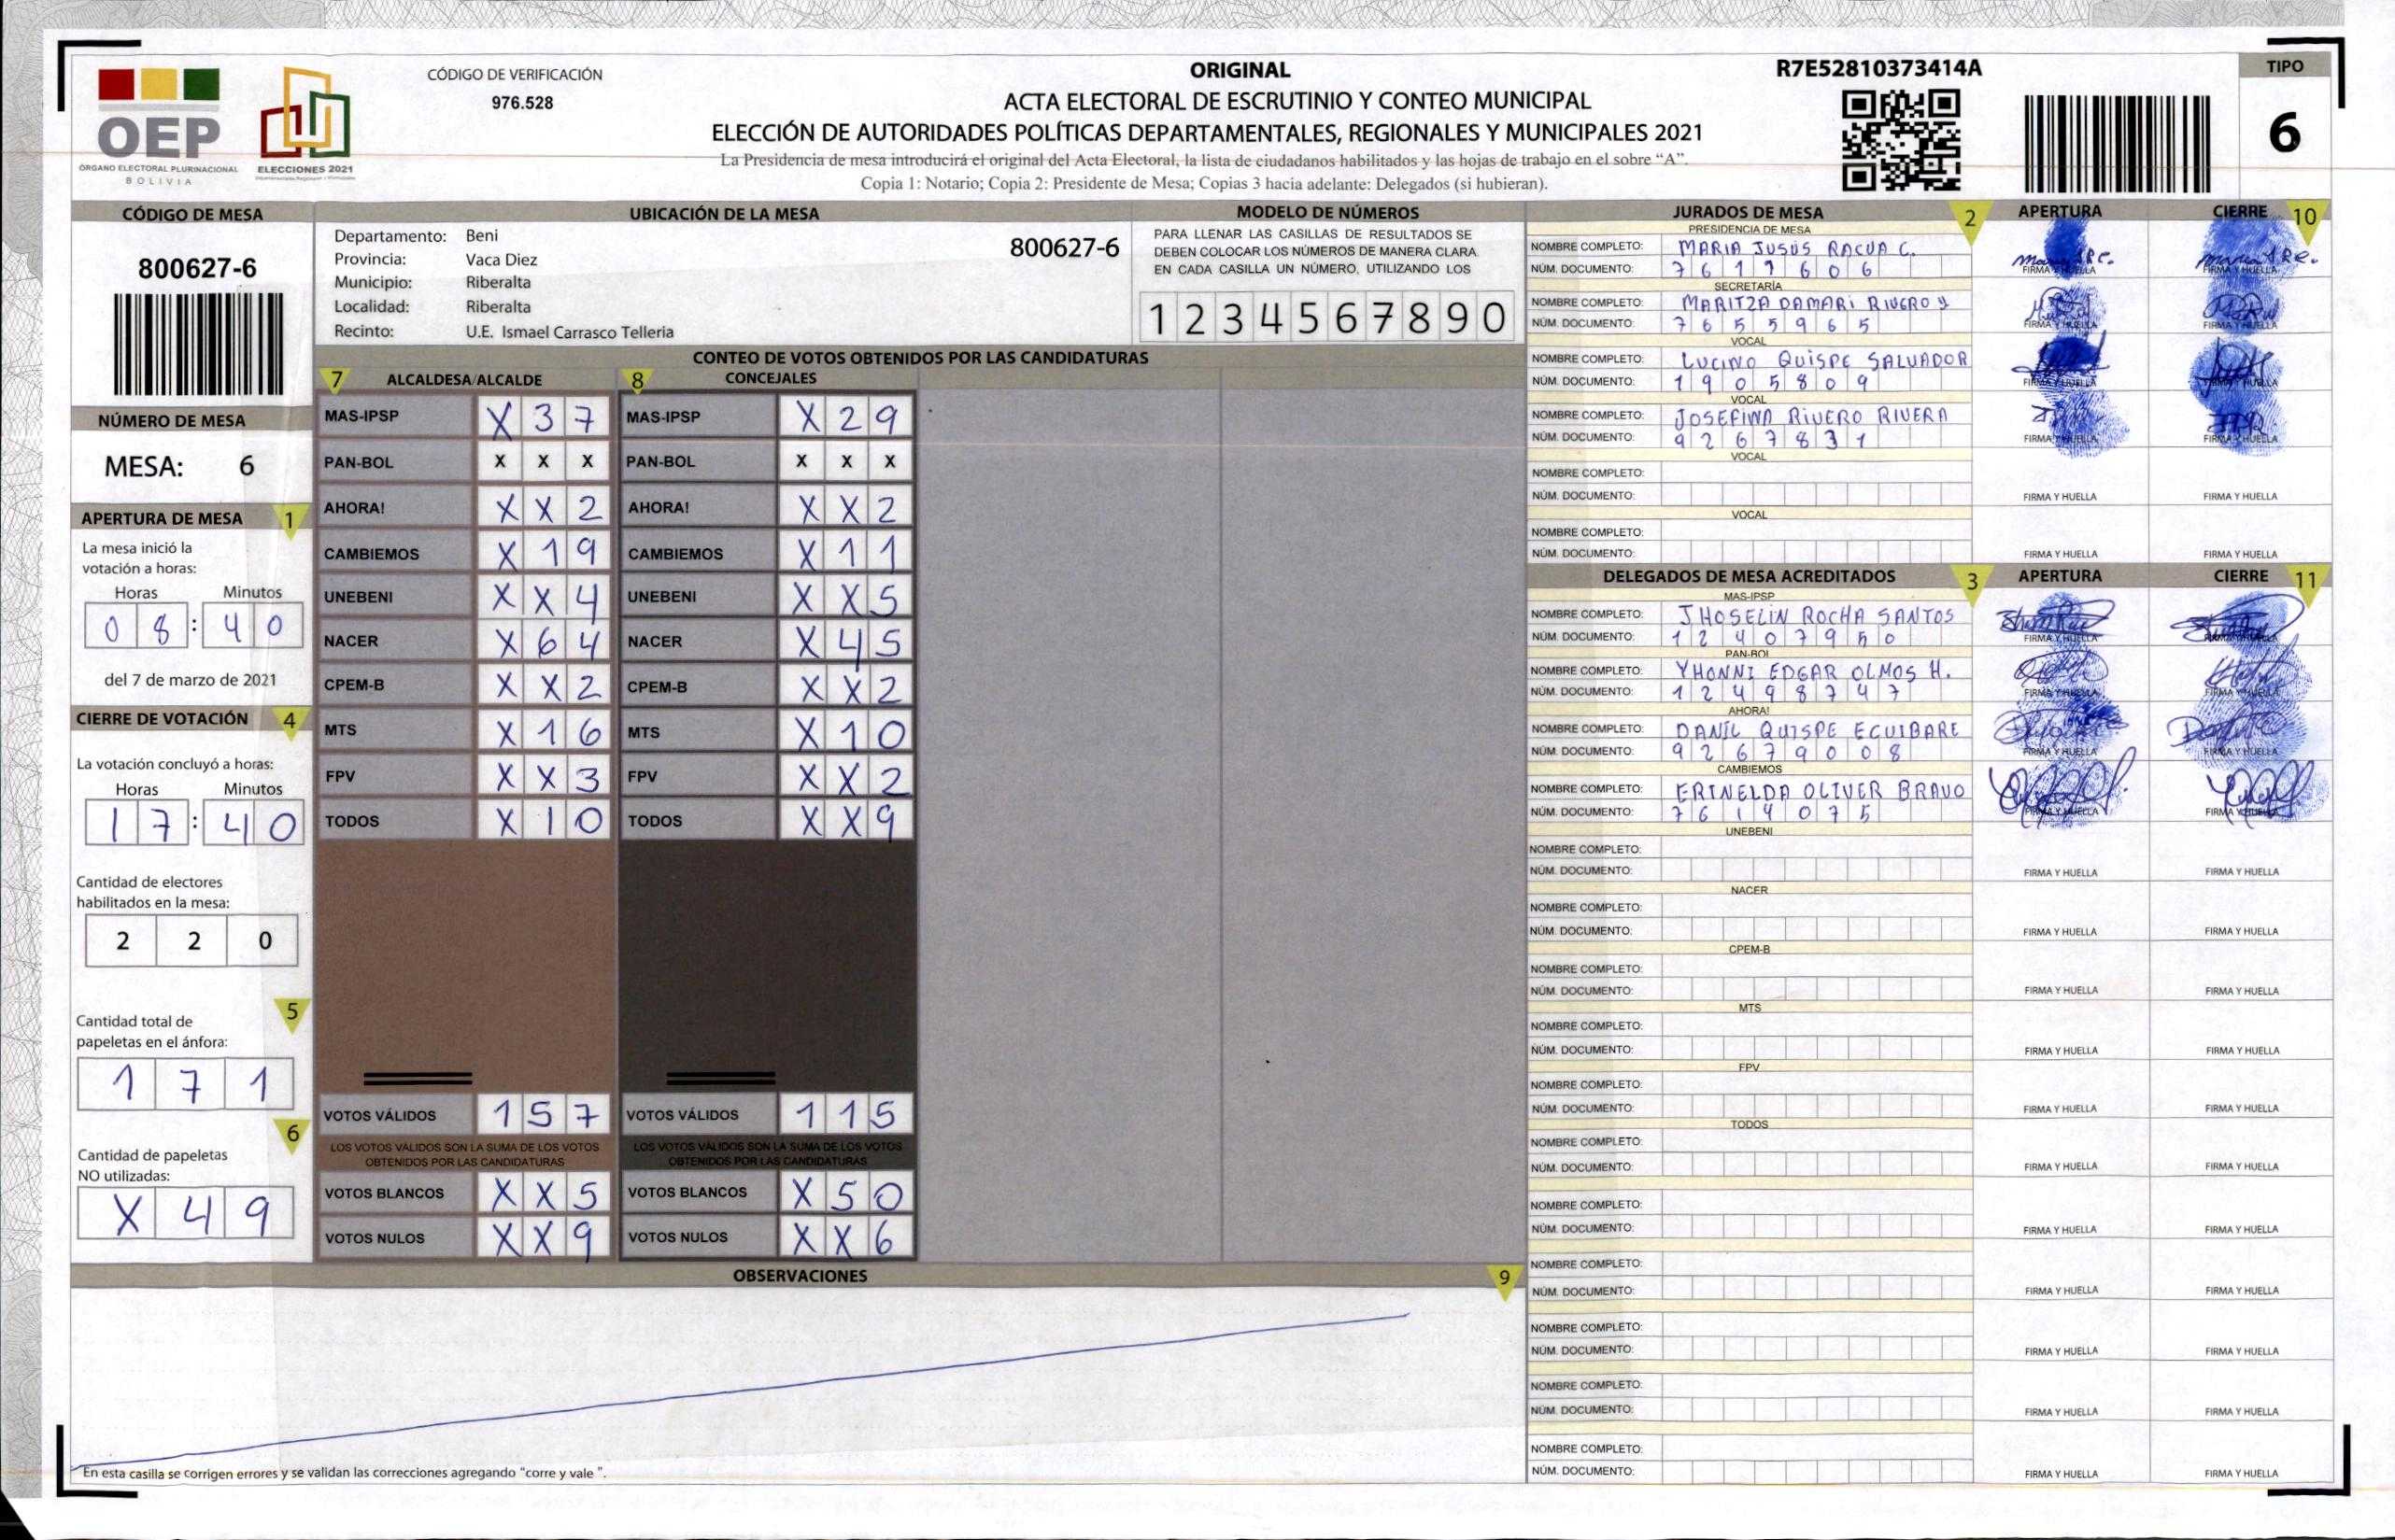 CÓDIGO DE VERIFICACIÓN
976.528
OEP
ÓRGANO ELECTORAL PLURINACIONAL
BOLIVIA
ELECCIONES 2021
ORIGINAL
ACTA ELECTORAL DE ESCRUTINIO Y CONTEO MUNICIPAL
ELECCIÓN DE AUTORIDADES POLÍTICAS DEPARTAMENTALES, REGIONALES Y MUNICIPALES 2021
La Presidencia de mesa introducirá el original del Acta Electoral, la lista de ciudadanos habilitados y las hojas de trabajo en el sobre “A”.
Copia 1: Notario; Copia 2: Presidente de Mesa; Copias 3 hacia adelante: Delegados (si hubieran).
R7E52810373414A
TIPO
6
CÓDIGO DE MESA
800627-6
NÚMERO DE MESA
MESA: 6
APERTURA DE MESA 1
La mesa inició la
votación a horas:
Horas Minutos
0 8 : 4 0
del 7 de marzo de 2021
CIERRE DE VOTACIÓN 4
La votación concluyó a horas:
Horas Minutos
1 7 : 4 0
Cantidad de electores
habilitados en la mesa:
2 2 0
5
Cantidad total de
papeletas en el ánfora:
1 7 1
6
Cantidad de papeletas
NO utilizadas:
X 4 9
UBICACIÓN DE LA MESA
Departamento: Beni
Provincia: Vaca Diez
Municipio: Riberalta
Localidad: Riberalta
Recinto: U.E. Ismael Carrasco Telleria
800627-6
MODELO DE NÚMEROS
PARA LLENAR LAS CASILLAS DE RESULTADOS SE
DEBEN COLOCAR LOS NÚMEROS DE MANERA CLARA
EN CADA CASILLA UN NÚMERO, UTILIZANDO LOS
1 2 3 4 5 6 7 8 9 0
CONTEO DE VOTOS OBTENIDOS POR LAS CANDIDATURAS
7 ALCALDESA/ALCALDE 8 CONCEJALES
MAS-IPSP X 3 7 MAS-IPSP X 2 9
PAN-BOL X X X PAN-BOL X X X
AHORA! X X 2 AHORA! X X 2
CAMBIEMOS X 1 9 CAMBIEMOS X 1 1
UNEBENI X X 4 UNEBENI X X 5
NACER X 6 4 NACER X 4 5
CPEM-B X X 2 CPEM-B X X 2
MTS X 1 6 MTS X 1 0
FPV X X 3 FPV X X 2
TODOS X 1 0 TODOS X X 9
VOTOS VÁLIDOS 1 5 7 VOTOS VÁLIDOS 1 1 5
LOS VOTOS VÁLIDOS SON LA SUMA DE LOS VOTOS LOS VOTOS VÁLIDOS SON LA SUMA DE LOS VOTOS
OBTENIDOS POR LAS CANDIDATURAS OBTENIDOS POR LAS CANDIDATURAS
VOTOS BLANCOS X X 5 VOTOS BLANCOS X 5 0
VOTOS NULOS X X 9 VOTOS NULOS X X 6
OBSERVACIONES 9
En esta casilla se corrigen errores y se validan las correcciones agregando "corre y vale ".
JURADOS DE MESA 2 APERTURA CIERRE 10
PRESIDENCIA DE MESA
NOMBRE COMPLETO: MARIA JUSUS RACUA C.
NÚM. DOCUMENTO: 7 6 1 7 6 0 6 FIRMA Y HUELLA FIRMA Y HUELLA
SECRETARÍA
NOMBRE COMPLETO: MARITZA DAMARI RIVERO Y
NÚM. DOCUMENTO: 7 6 5 5 9 6 5 FIRMA Y HUELLA FIRMA Y HUELLA
VOCAL
NOMBRE COMPLETO: LUCINO QUISPE SALVADOR
NÚM. DOCUMENTO: 1 9 0 5 8 0 9 FIRMA Y HUELLA FIRMA Y HUELLA
VOCAL
NOMBRE COMPLETO: JOSEFINA RIVERO RIVERA
NÚM. DOCUMENTO: 9 2 6 7 8 3 1 FIRMA Y HUELLA FIRMA Y HUELLA
VOCAL
NOMBRE COMPLETO:
NÚM. DOCUMENTO: FIRMA Y HUELLA FIRMA Y HUELLA
VOCAL
NOMBRE COMPLETO:
NÚM. DOCUMENTO: FIRMA Y HUELLA FIRMA Y HUELLA
DELEGADOS DE MESA ACREDITADOS 3 APERTURA CIERRE 11
MAS-IPSP
NOMBRE COMPLETO: JHOSELIN ROCHA SANTOS
NÚM. DOCUMENTO: 1 2 4 0 7 9 5 0 FIRMA Y HUELLA FIRMA Y HUELLA
PAN-BOL
NOMBRE COMPLETO: YHONNI EDGAR OLMOS H.
NÚM. DOCUMENTO: 1 2 4 9 8 7 4 7 FIRMA Y HUELLA FIRMA Y HUELLA
AHORA!
NOMBRE COMPLETO: DANIL QUISPE EGUIBARE
NÚM. DOCUMENTO: 9 2 6 7 9 0 0 8 FIRMA Y HUELLA FIRMA Y HUELLA
CAMBIEMOS
NOMBRE COMPLETO: ERINELDA OLIVER BRAVO
NÚM. DOCUMENTO: 7 6 1 4 0 7 5 FIRMA Y HUELLA FIRMA Y HUELLA
UNEBENI
NOMBRE COMPLETO:
NÚM. DOCUMENTO: FIRMA Y HUELLA FIRMA Y HUELLA
NACER
NOMBRE COMPLETO:
NÚM. DOCUMENTO: FIRMA Y HUELLA FIRMA Y HUELLA
CPEM-B
NOMBRE COMPLETO:
NÚM. DOCUMENTO: FIRMA Y HUELLA FIRMA Y HUELLA
MTS
NOMBRE COMPLETO:
NÚM. DOCUMENTO: FIRMA Y HUELLA FIRMA Y HUELLA
FPV
NOMBRE COMPLETO:
NÚM. DOCUMENTO: FIRMA Y HUELLA FIRMA Y HUELLA
TODOS
NOMBRE COMPLETO:
NÚM. DOCUMENTO: FIRMA Y HUELLA FIRMA Y HUELLA
NOMBRE COMPLETO:
NÚM. DOCUMENTO: FIRMA Y HUELLA FIRMA Y HUELLA
NOMBRE COMPLETO:
NÚM. DOCUMENTO: FIRMA Y HUELLA FIRMA Y HUELLA
NOMBRE COMPLETO:
NÚM. DOCUMENTO: FIRMA Y HUELLA FIRMA Y HUELLA
NOMBRE COMPLETO:
NÚM. DOCUMENTO: FIRMA Y HUELLA FIRMA Y HUELLA
NOMBRE COMPLETO:
NÚM. DOCUMENTO: FIRMA Y HUELLA FIRMA Y HUELLA